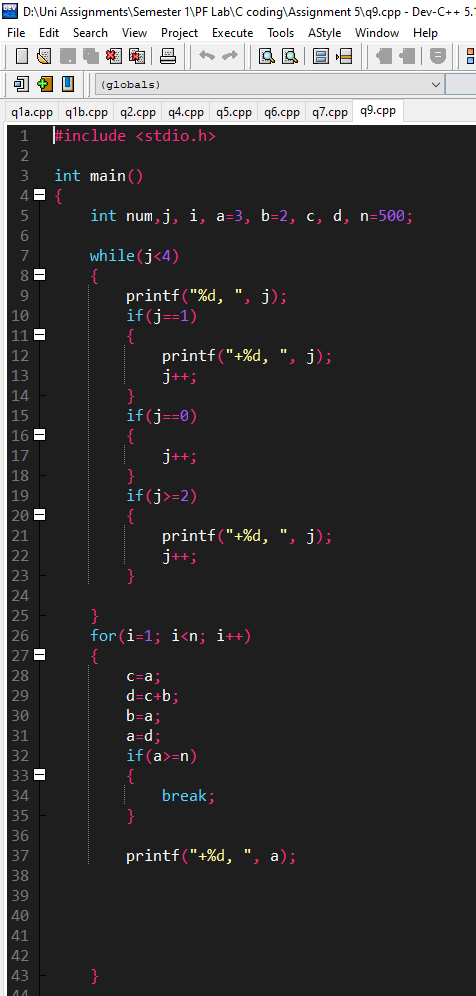 D:\Uni Assignments\Semester 1\PF Lab\C coding\Assignment 5\q9.cpp - Dev-C++ 5.1
File Edit Search View Project Execute Tools AStyle Window Help
(globals)
q1a.cpp q1b.cpp q2.cpp q4.cpp q5.cpp q6.cpp q7.cpp q9.cpp
1 #include <stdio.h>
2
3 int main()
4 {
5 int num,j, i, a=3, b=2, c, d, n=500;
6
7 while(j<4)
8 {
9 printf("%d, ", j);
10 if(j==1)
11 {
12 printf("+%d, ", j);
13 j++;
14 }
15 if(j==0)
16 {
17 j++;
18 }
19 if(j>=2)
20 {
21 printf("+%d, ", j);
22 j++;
23 }
24
25 }
26 for(i=1; i<n; i++)
27 {
28 c=a;
29 d=c+b;
30 b=a;
31 a=d;
32 if(a>=n)
33 {
34 break;
35 }
36
37 printf("+%d, ", a);
38
39
40
41
42
43 }
44